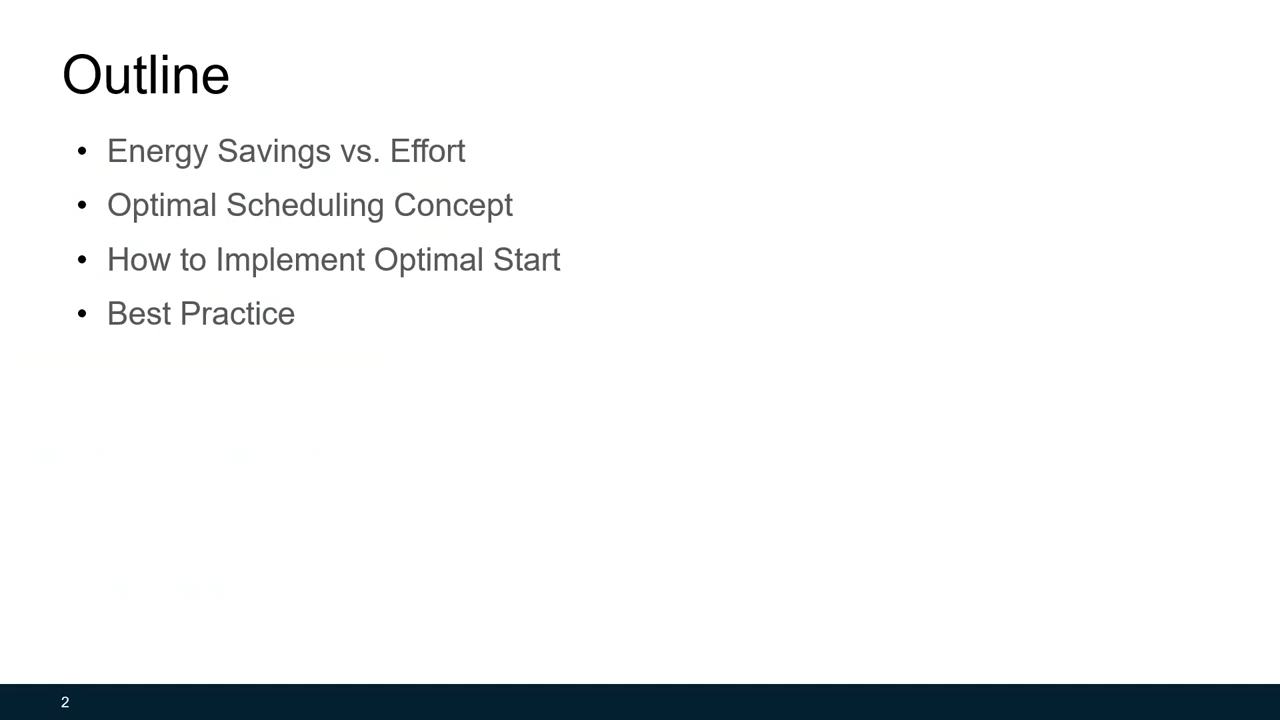 Outline
• Energy Savings vs. Effort
• Optimal Scheduling Concept
• How to Implement Optimal Start
• Best Practice
2